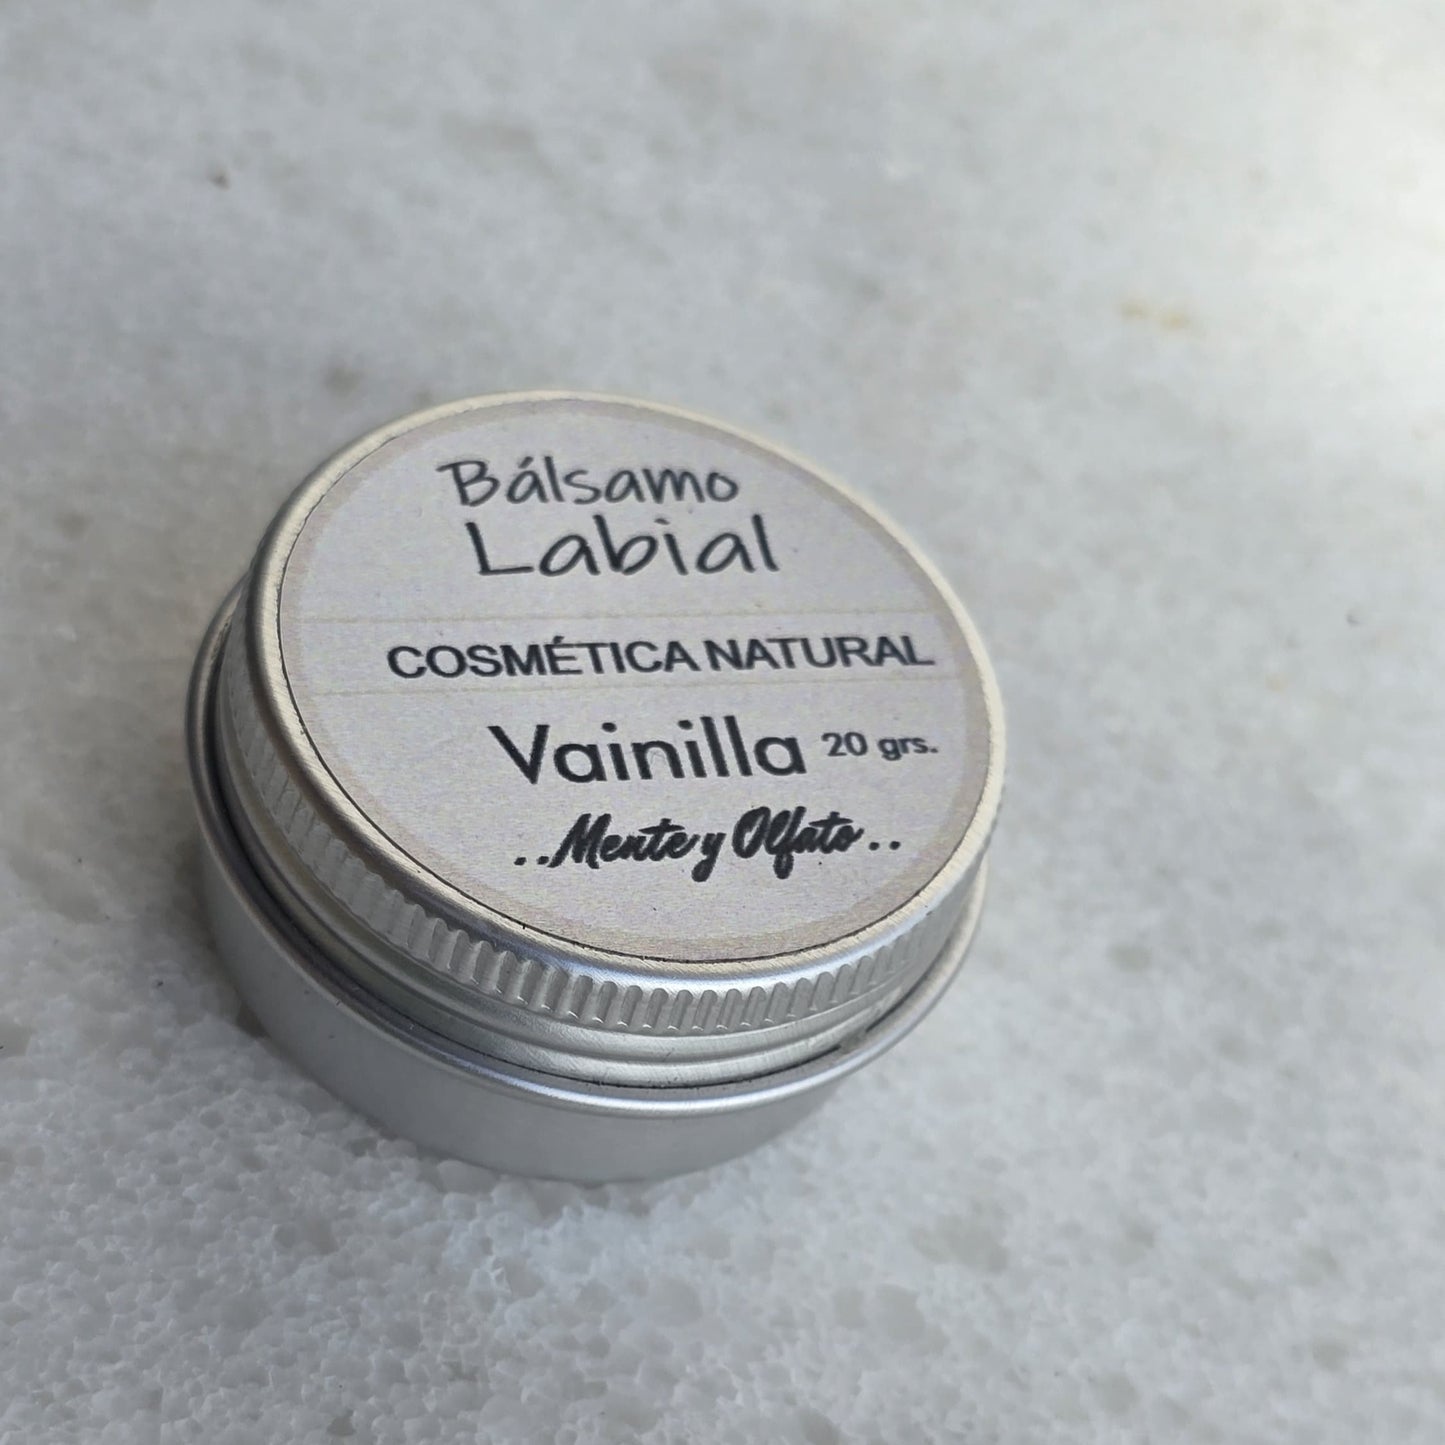 Bálsamo
Labial
COSMÉTICA NATURAL
Vainilla 20 grs.
..Mente y Olfato..